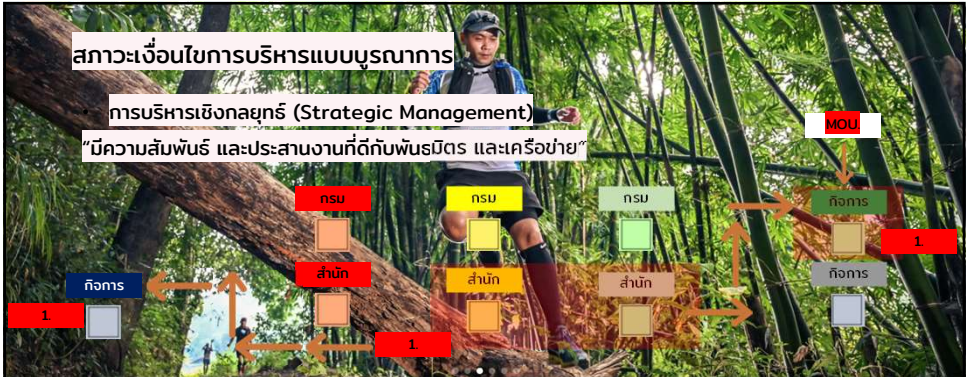 สภาวะเงื่อนไขการบริหารแบบบูรณาการ
การบริหารเชิงกลยุทธ์ (Strategic Management)
“มีความสัมพันธ์ และประสานงานที่ดีกับพันธมิตร และเครือข่าย”
MOU.
กรม กรม กรม กิจการ
1.
สำนัก สำนัก สำนัก กิจการ
กิจการ
1.
1.